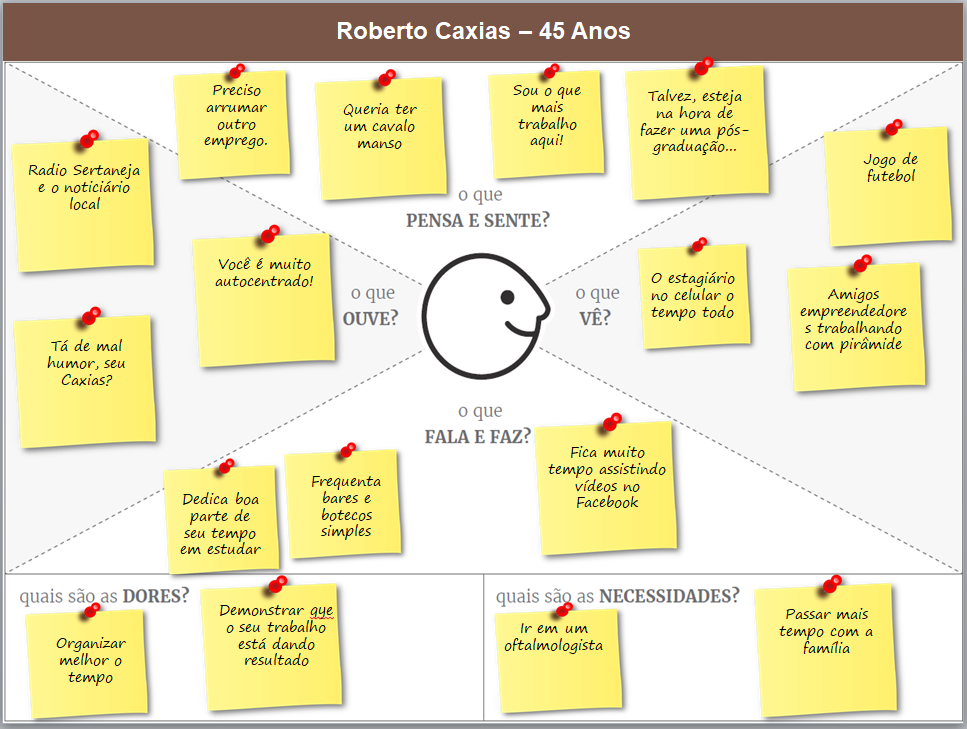 Roberto Caxias – 45 Anos
Preciso
arrumar
outro
emprego.
Queria ter
um cavalo
manso
Sou o que
mais
trabalho
aqui!
Talvez, esteja
na hora de
fazer uma pós-
graduação...
o que
PENSA E SENTE?
Radio Sertaneja
e o noticiário
local
Você é muito
autocentrado!
Tá de mal
humor, seu
Caxias?
o que
OUVE?
o que
VÊ?
Jogo de
futebol
O estagiário
no celular o
tempo todo
Amigos
empreendedore
s trabalhando
com pirâmide
o que
FALA E FAZ?
Dedica boa
parte de
seu tempo
em estudar
Frequenta
bares e
botecos
simples
Fica muito
tempo assistindo
vídeos no
Facebook
quais são as DORES?
Organizar
melhor o
tempo
Demonstrar qye
o seu trabalho
está dando
resultado
quais são as NECESSIDADES?
Ir em um
oftalmologista
Passar mais
tempo com a
família